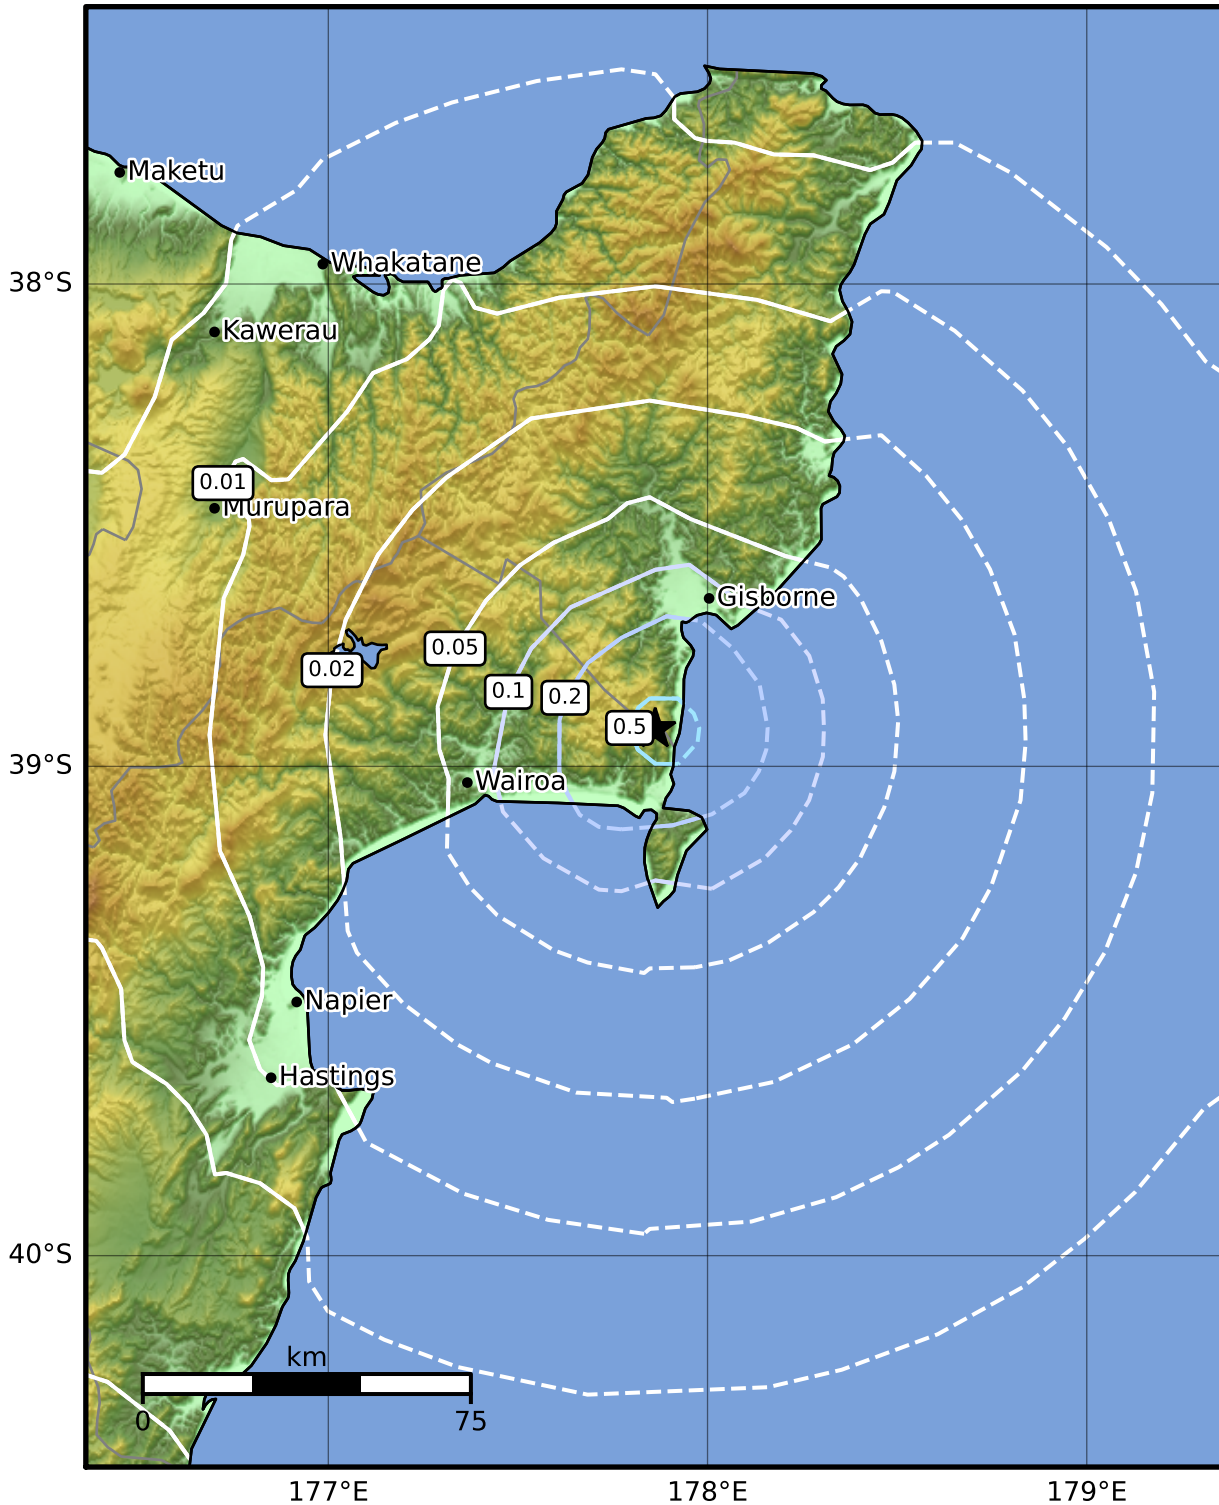 Maketu
Whakatane
38°S
Kawerau
0.01
Murupara
Gisborne
0.05
0.02
0.1
0.2
0.5
39°S
Wairoa
Napier
Hastings
40°S
km
0
75
177°E
178°E
179°E